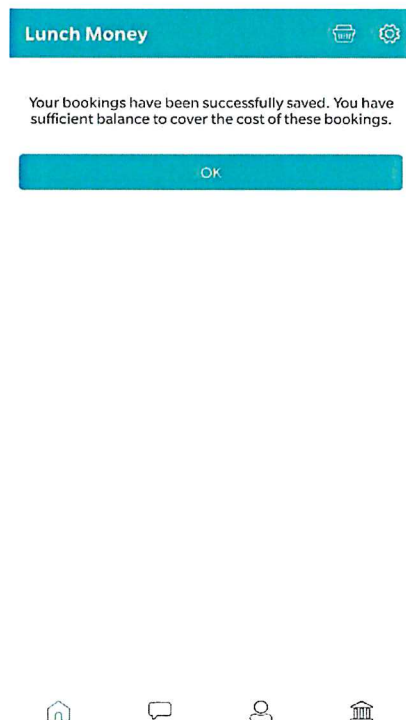 Lunch Money
Your bookings have been successfully saved. You have
sufficient balance to cover the cost of these bookings.
OK